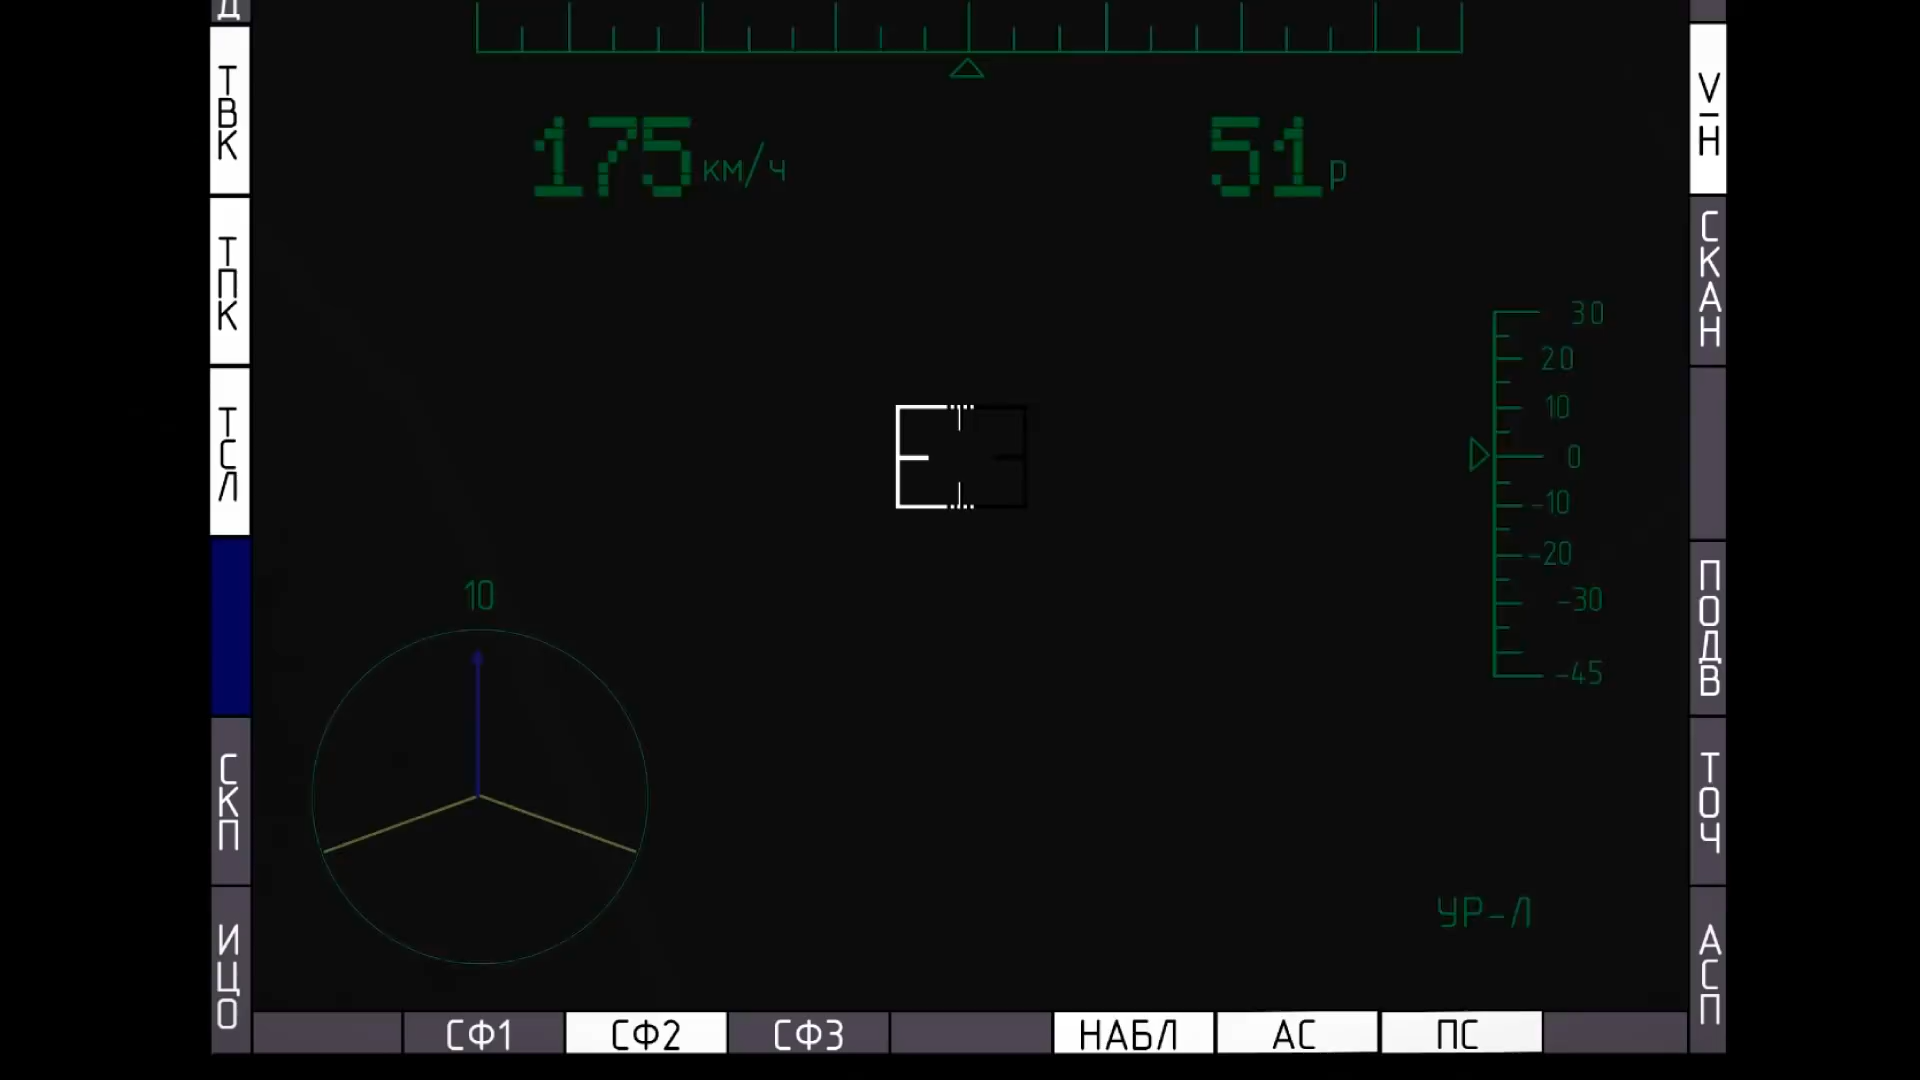 Д
ТВК
ТПК
ТСЛ
СКП
ИЦО
175 км/ч
51 р
10
30
20
10
0
-10
-20
-30
-45
УР-Л
V-Н
СКАН
ПОДВ
ТОЧ
АСП
СФ1
СФ2
СФ3
НАБЛ
АС
ПС